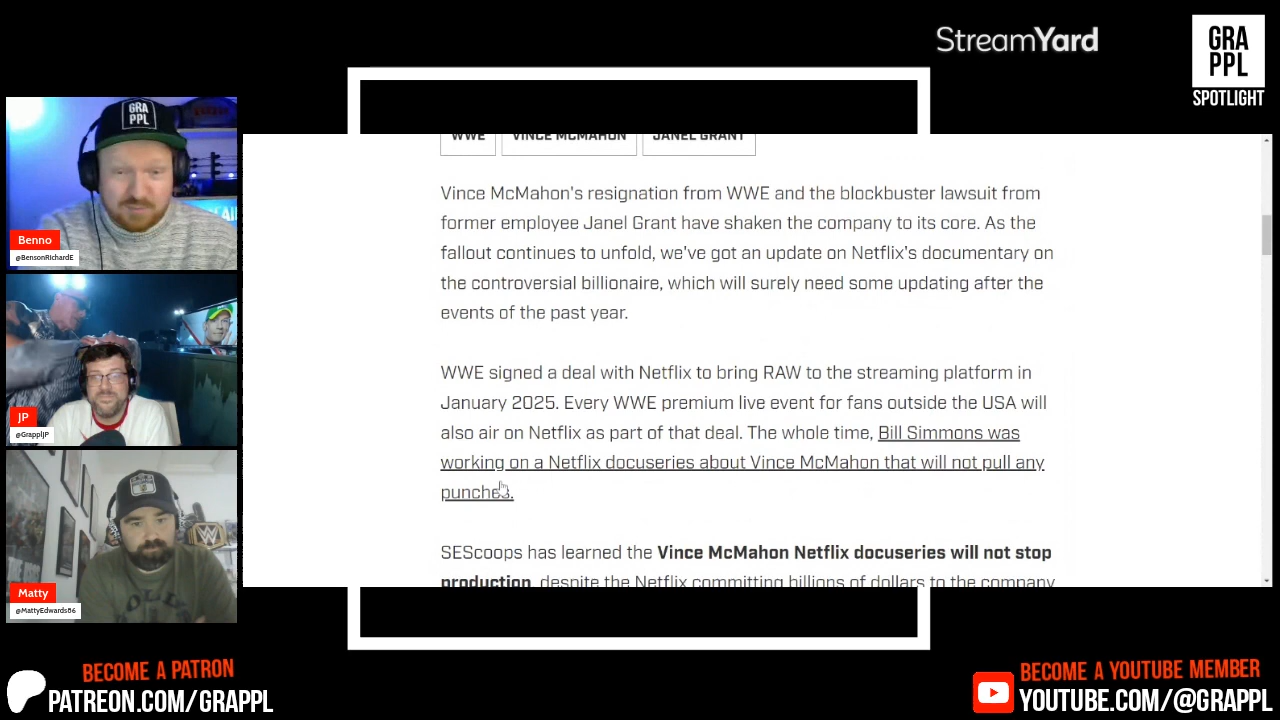 StreamYard
GRA
PPL
SPOTLIGHT
GRA
PPL
Benno
@BensonRichardE
JP
@GrapplJP
Matty
@MattyEdwards86
WWE
VINCE MCMAHON
JANEL GRANT
Vince McMahon's resignation from WWE and the blockbuster lawsuit from
former employee Janel Grant have shaken the company to its core. As the
fallout continues to unfold, we've got an update on Netflix's documentary on
the controversial billionaire, which will surely need some updating after the
events of the past year.
WWE signed a deal with Netflix to bring RAW to the streaming platform in
January 2025. Every WWE premium live event for fans outside the USA will
also air on Netflix as part of that deal. The whole time, Bill Simmons was
working on a Netflix docuseries about Vince McMahon that will not pull any
punches.
SEScoops has learned the Vince McMahon Netflix docuseries will not stop
production, despite the Netflix committing billions of dollars to the company
BECOME A PATRON
PATREON.COM/GRAPPL
BECOME A YOUTUBE MEMBER
YOUTUBE.COM/@GRAPPL